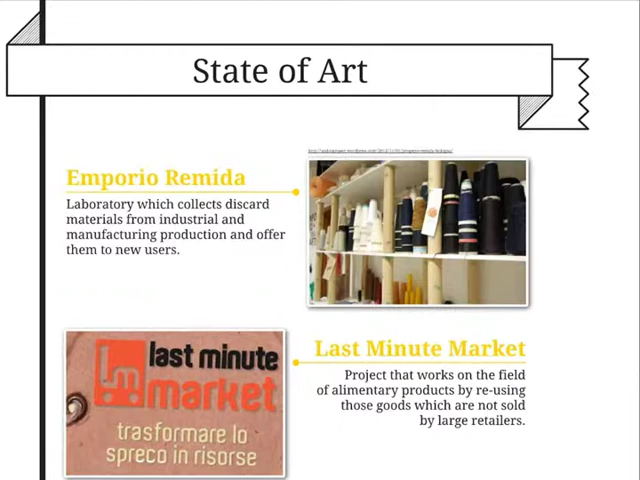 State of Art
Emporio Remida
Laboratory which collects discard
materials from industrial and
manufacturing production and offer
them to new users.
last minute
market
trasformare lo
spreco in risorse
Last Minute Market
Project that works on the field
of alimentary products by re-using
those goods which are not sold
by large retailers.